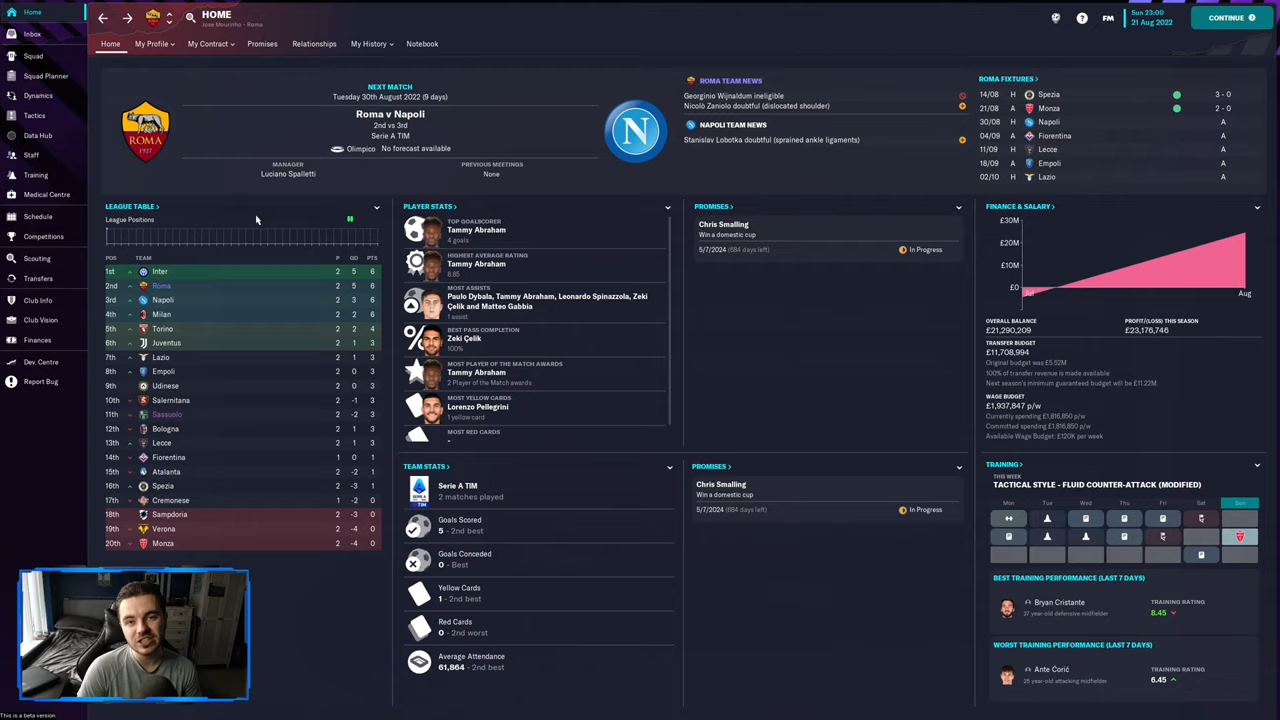 Home
HOME
Jose Mourinho - Roma
FM
Sun 23:00
21 Aug 2022
CONTINUE
Home
My Profile
My Contract
Promises
Relationships
My History
Notebook
Inbox
Squad
Squad Planner
Dynamics
Tactics
Data Hub
Staff
Training
Medical Centre
Schedule
Competitions
Scouting
Transfers
Club Info
Club Vision
Finances
Dev. Centre
Report Bug
NEXT MATCH
Tuesday 30th August 2022 (9 days)
Roma v Napoli
2nd vs 3rd
Serie A TIM
Olimpico No forecast available
MANAGER
Luciano Spalletti
PREVIOUS MEETINGS
None
ROMA
1927
N
ROMA TEAM NEWS
Georginio Wijnaldum ineligible
Nicolò Zaniolo doubtful (dislocated shoulder)
NAPOLI TEAM NEWS
Stanislav Lobotka doubtful (sprained ankle ligaments)
ROMA FIXTURES
14/08 H Spezia 3 - 0
21/08 H Monza 2 - 0
30/08 H Napoli A
04/09 A Fiorentina A
11/09 H Lecce A
18/09 A Empoli A
02/10 H Lazio A
LEAGUE TABLE
League Positions
POS TEAM P GD PTS
1st Inter 2 5 6
2nd Roma 2 5 6
3rd Napoli 2 3 6
4th Milan 2 2 6
5th Torino 2 2 4
6th Juventus 2 1 3
7th Lazio 2 1 3
8th Empoli 2 0 3
9th Udinese 2 0 3
10th Salernitana 2 -1 3
11th Sassuolo 2 -2 3
12th Bologna 2 1 3
13th Lecce 2 1 3
14th Fiorentina 1 0 1
15th Atalanta 2 -2 1
16th Spezia 2 -3 1
17th Cremonese 1 -2 0
18th Sampdoria 2 -3 0
19th Verona 2 -4 0
20th Monza 2 -4 0
PLAYER STATS
TOP GOALSCORER
Tammy Abraham
4 goals
HIGHEST AVERAGE RATING
Tammy Abraham
8.85
MOST ASSISTS
Paulo Dybala, Tammy Abraham, Leonardo Spinazzola, Zeki
Çelik and Matteo Gabbia
1 assist
BEST PASS COMPLETION
Zeki Çelik
100%
MOST PLAYER OF THE MATCH AWARDS
Tammy Abraham
2 Player of the Match awards
MOST YELLOW CARDS
Lorenzo Pellegrini
1 yellow card
MOST RED CARDS
-
PROMISES
Chris Smalling
Win a domestic cup
5/7/2024 (684 days left) In Progress
FINANCE & SALARY
£30M
£20M
£10M
£0
Jul
Aug
OVERALL BALANCE
£21,290,209
PROFIT/(LOSS) THIS SEASON
£23,176,746
TRANSFER BUDGET
£11,708,994
Original budget was £5.52M
100% of transfer revenue is made available
Next season's minimum guaranteed budget will be £11.22M
WAGE BUDGET
£1,937,847 p/w
Currently spending £1,816,850 p/w
Committed spending £1,816,850 p/w
Available Wage Budget: £120K per week
TEAM STATS
Serie A TIM
2 matches played
Goals Scored
5 - 2nd best
Goals Conceded
0 - Best
Yellow Cards
1 - 2nd best
Red Cards
0 - 2nd worst
Average Attendance
61,864 - 2nd best
PROMISES
Chris Smalling
Win a domestic cup
5/7/2024 (684 days left) In Progress
TRAINING
THIS WEEK
TACTICAL STYLE - FLUID COUNTER-ATTACK (MODIFIED)
Mon Tue Wed Thu Fri Sat Sun
BEST TRAINING PERFORMANCE (LAST 7 DAYS)
Bryan Cristante
27 year-old defensive midfielder
TRAINING RATING
8.45
WORST TRAINING PERFORMANCE (LAST 7 DAYS)
Ante Ćorić
25 year-old attacking midfielder
TRAINING RATING
6.45
This is a beta version